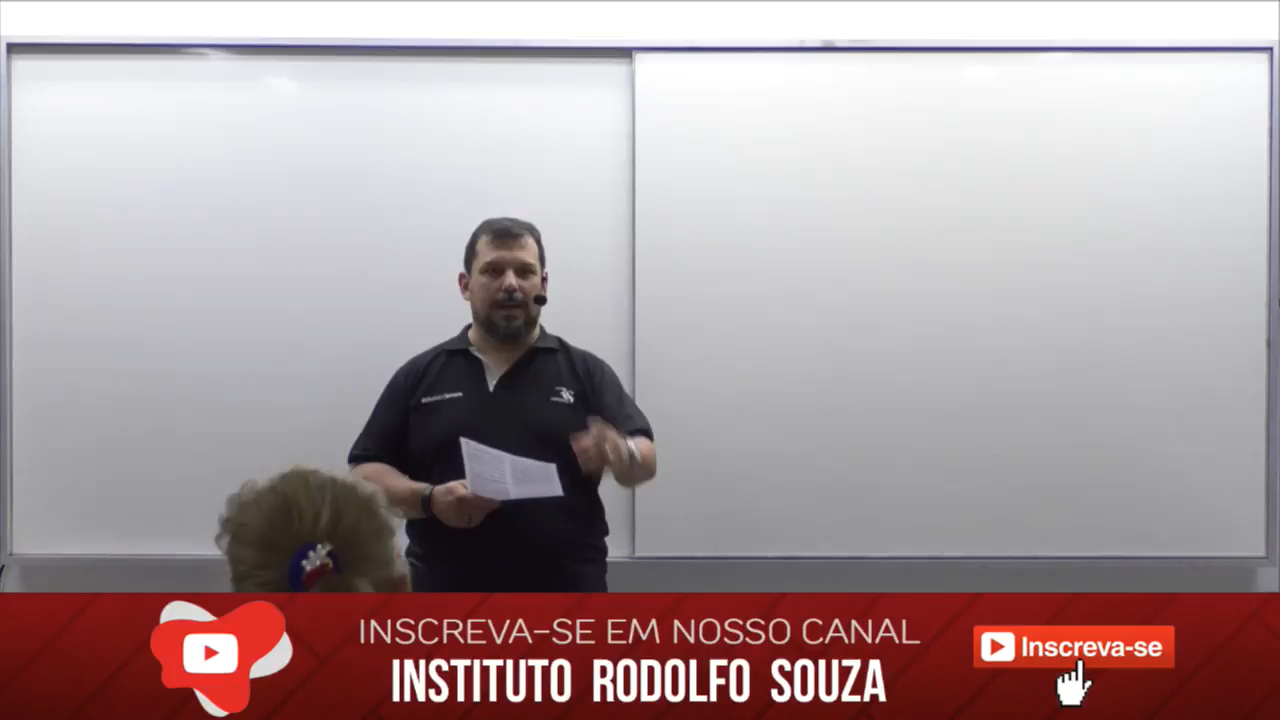 INSCREVA-SE EM NOSSO CANAL
INSTITUTO RODOLFO SOUZA
Inscreva-se